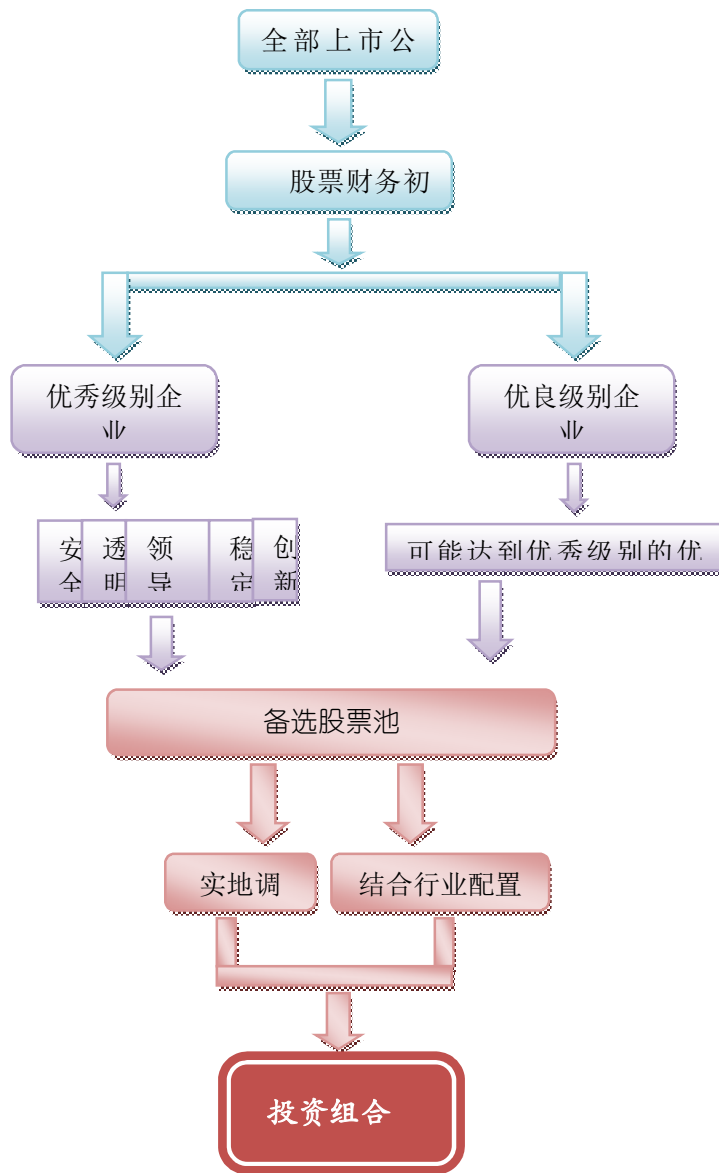 全部上市公
股票财务初
优秀级别企
业
优良级别企
业
安全
透明
领导
稳定
创新
可能达到优秀级别的优
备选股票池
实地调
结合行业配置
投资组合